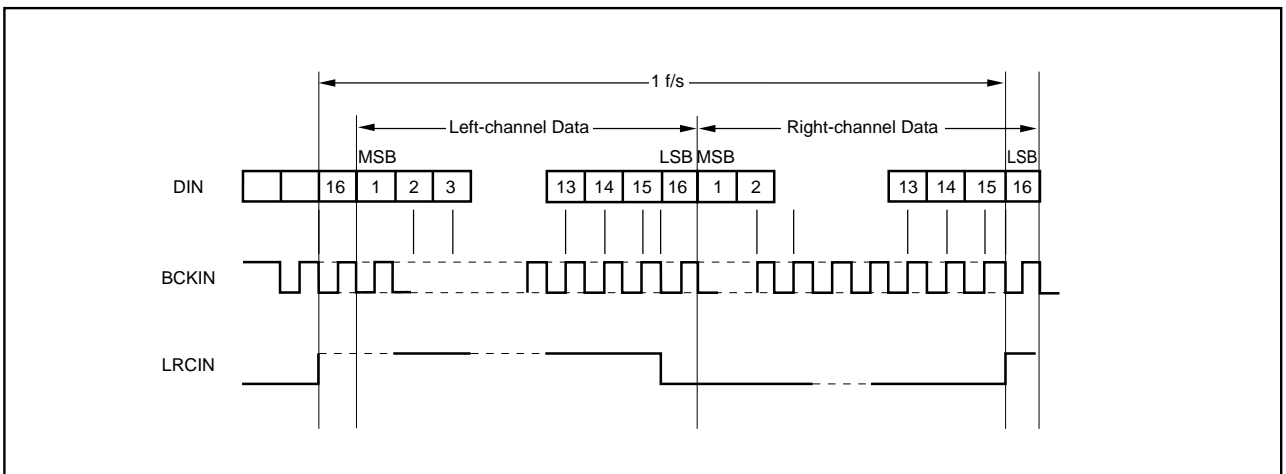 1 f/s
Left-channel Data Right-channel Data
MSB LSB MSB LSB
DIN 16 1 2 3 13 14 15 16 1 2 13 14 15 16
BCKIN
LRCIN